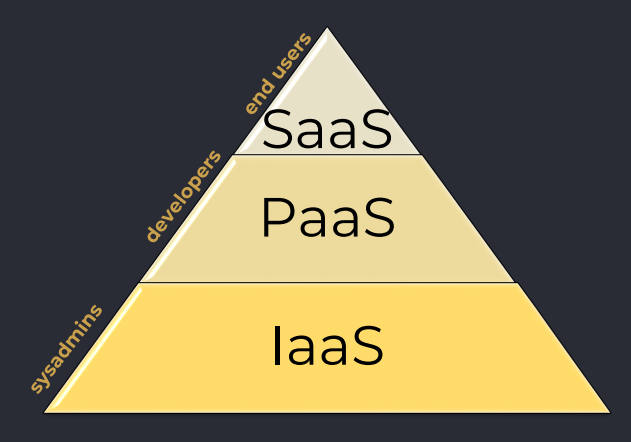 end users
SaaS
developers
PaaS
sysadmins
IaaS